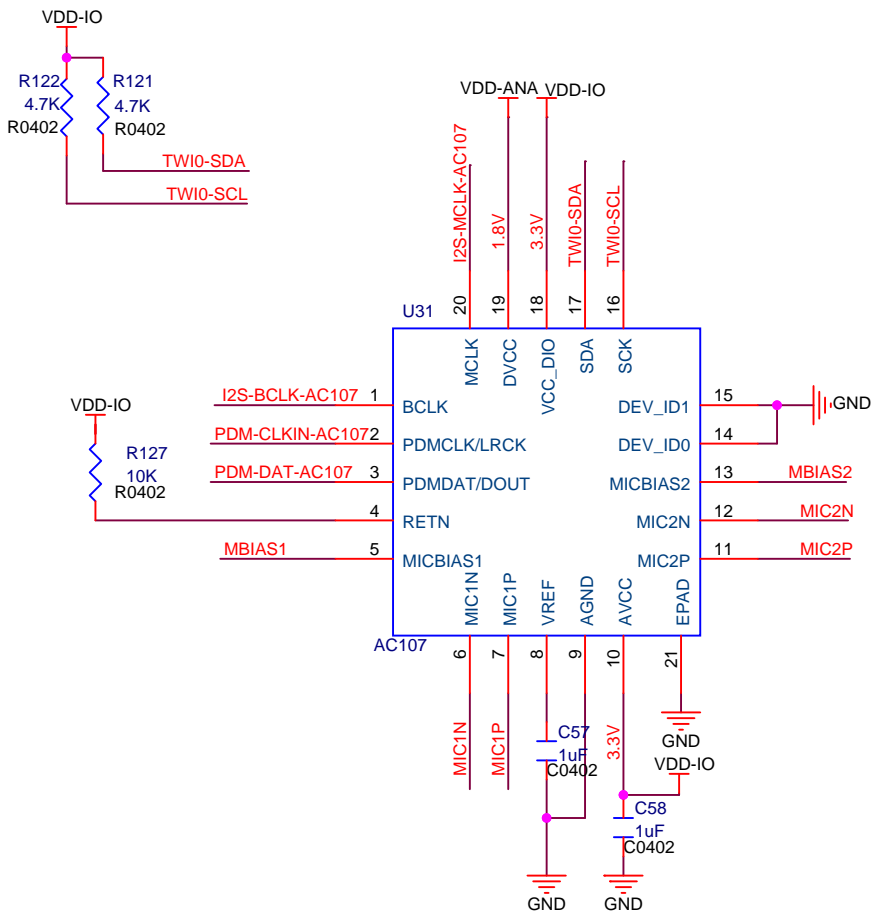 VDD-IO
R122
4.7K
R0402
R121
4.7K
R0402
TWI0-SDA
TWI0-SCL
VDD-ANA
VDD-IO
I2S-MCLK-AC107
1.8V
3.3V
TWI0-SDA
TWI0-SCL
20
19
18
17
16
U31
MCLK
DVCC
VCC_DIO
SDA
SCK
I2S-BCLK-AC107
1
BCLK
DEV_ID1
15
GND
VDD-IO
PDM-CLKIN-AC107
2
PDMCLK/LRCK
DEV_ID0
14
R127
10K
R0402
PDM-DAT-AC107
3
PDMDAT/DOUT
MICBIAS2
13
MBIAS2
4
RETN
MIC2N
12
MIC2N
MBIAS1
5
MICBIAS1
MIC2P
11
MIC2P
MIC1N
MIC1P
VREF
AGND
AVCC
EPAD
AC107
6
7
8
9
10
21
MIC1N
MIC1P
C57
1uF
C0402
3.3V
GND
VDD-IO
C58
1uF
C0402
GND
GND